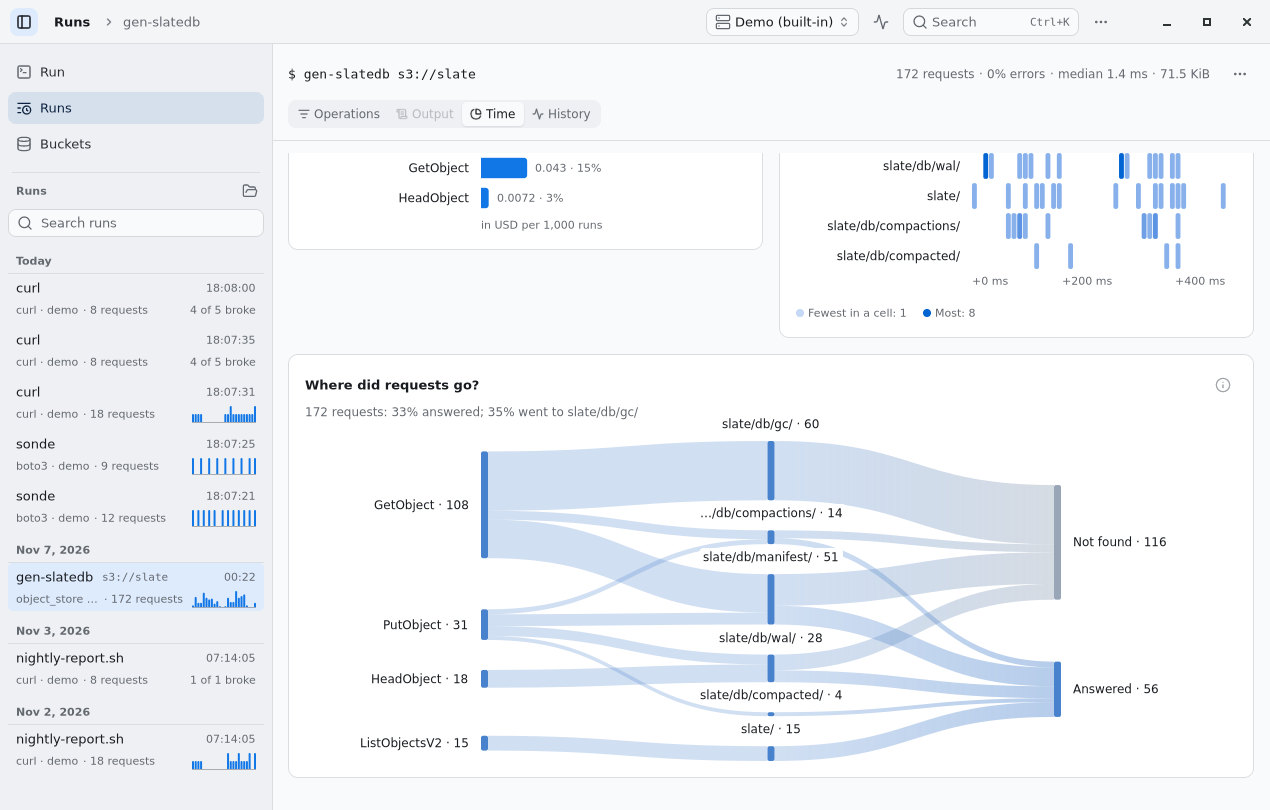 Runs
gen-slatedb
Demo (built-in)
Search
Ctrl+K
Run
Runs
Buckets
Runs
Search runs
Today
curl 18:08:00
curl · demo · 8 requests 4 of 5 broke
curl 18:07:35
curl · demo · 8 requests 4 of 5 broke
curl 18:07:31
curl · demo · 18 requests
sonde 18:07:25
boto3 · demo · 9 requests
sonde 18:07:21
boto3 · demo · 12 requests
Nov 7, 2026
gen-slatedb s3://slate 00:22
object_store ... · 172 requests
Nov 3, 2026
nightly-report.sh 07:14:05
curl · demo · 8 requests 1 of 1 broke
Nov 2, 2026
nightly-report.sh 07:14:05
curl · demo · 18 requests
$ gen-slatedb s3://slate
172 requests · 0% errors · median 1.4 ms · 71.5 KiB
Operations
Output
Time
History
GetObject 0.043 · 15%
HeadObject 0.0072 · 3%
in USD per 1,000 runs
slate/db/wal/
slate/
slate/db/compactions/
slate/db/compacted/
+0 ms +200 ms +400 ms
Fewest in a cell: 1 Most: 8
Where did requests go?
172 requests: 33% answered; 35% went to slate/db/gc/
slate/db/gc/ · 60
GetObject · 108
.../db/compactions/ · 14
Not found · 116
slate/db/manifest/ · 51
PutObject · 31
slate/db/wal/ · 28
HeadObject · 18
slate/db/compacted/ · 4
Answered · 56
slate/ · 15
ListObjectsV2 · 15